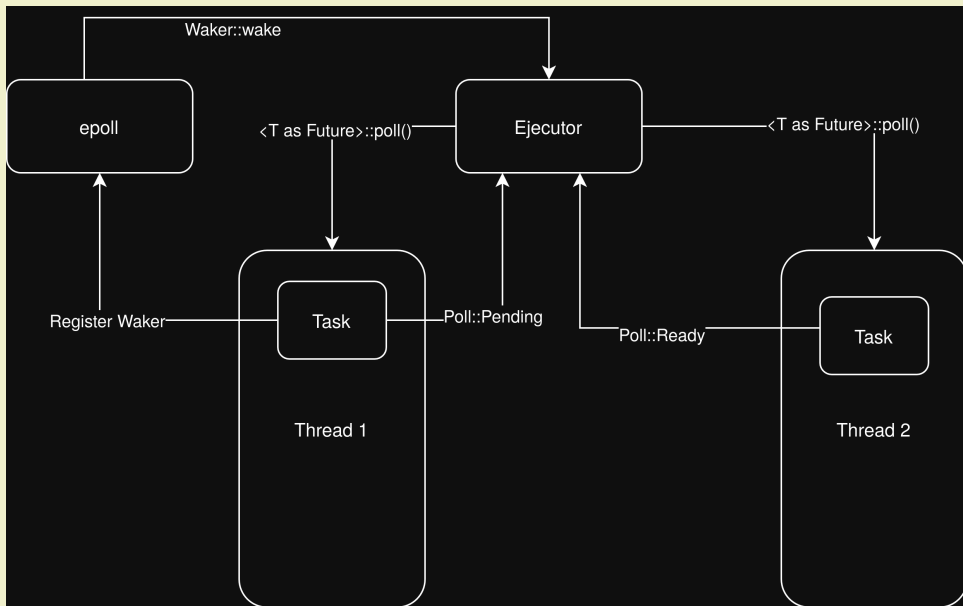 Waker::wake
epoll
<T as Future>::poll()
Ejecutor
<T as Future>::poll()
Register Waker
Task
Poll::Pending
Poll::Ready
Task
Thread 1
Thread 2